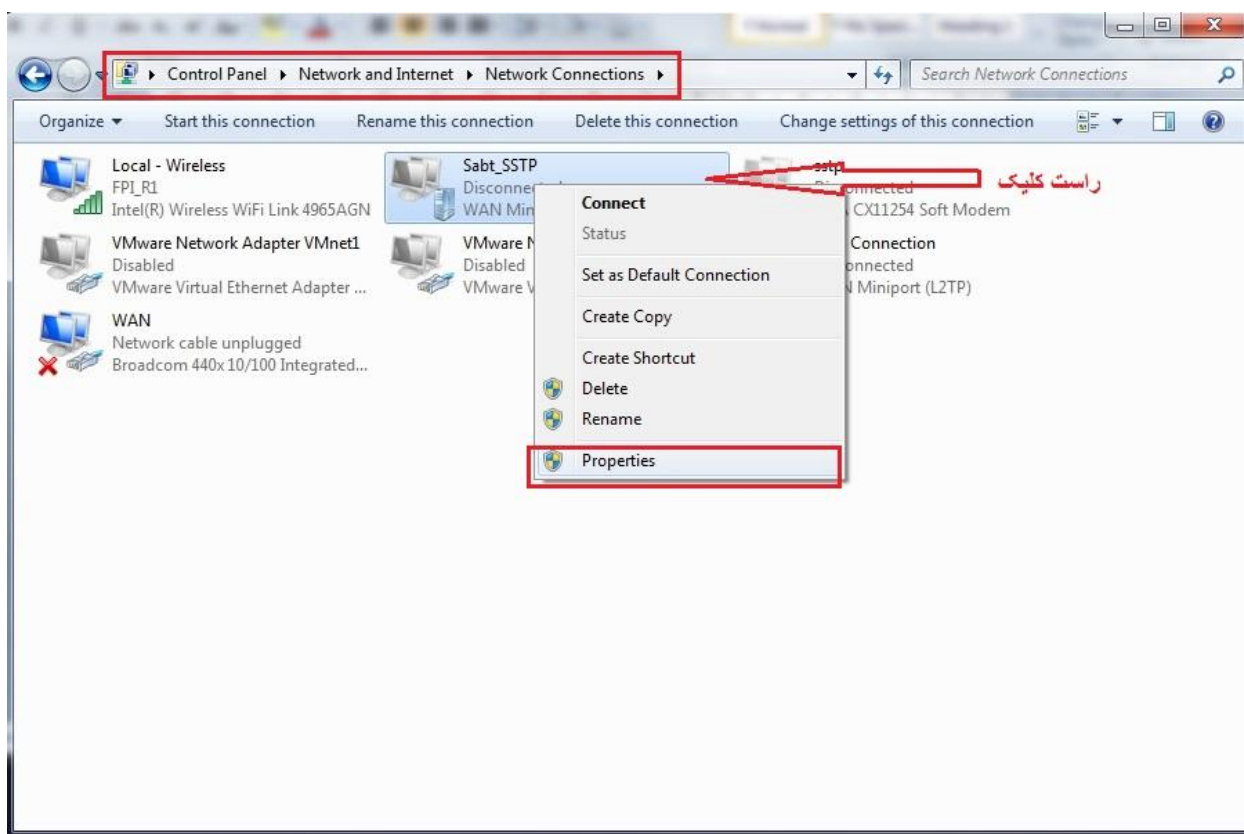 Control Panel ▸ Network and Internet ▸ Network Connections ▸
Search Network Connections
Organize
Start this connection
Rename this connection
Delete this connection
Change settings of this connection
Local - Wireless
FPI_R1
Intel(R) Wireless WiFi Link 4965AGN
Sabt_SSTP
WAN
sstp
CX11254 Soft Modem
راست کلیک
VMware Network Adapter VMnet1
Disabled
VMware Virtual Ethernet Adapter ...
VMware
Disabled
VMware
Connection
Miniport (L2TP)
WAN
Network cable unplugged
Broadcom 440x 10/100 Integrated...
Connect
Status
Set as Default Connection
Create Copy
Create Shortcut
Delete
Rename
Properties